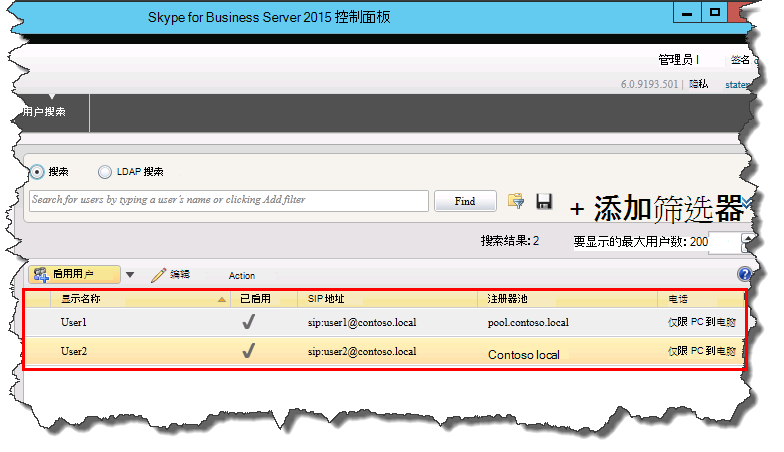 Skype for Business Server 2015 控制面板
管理员 | 签名
6.0.9193.501 | 隐私
用户搜索
搜索 LDAP 搜索
Search for users by typing a user's name or clicking Add filter Find + 添加筛选器
搜索结果: 2 要显示的最大用户数: 200
启用用户 编辑 Action
显示名称 已启用 SIP 地址 注册器池 电话
User1 sip:user1@contoso.local pool.contoso.local 仅限 PC 到电脑
User2 sip:user2@contoso.local Contoso local 仅限 PC 到电脑